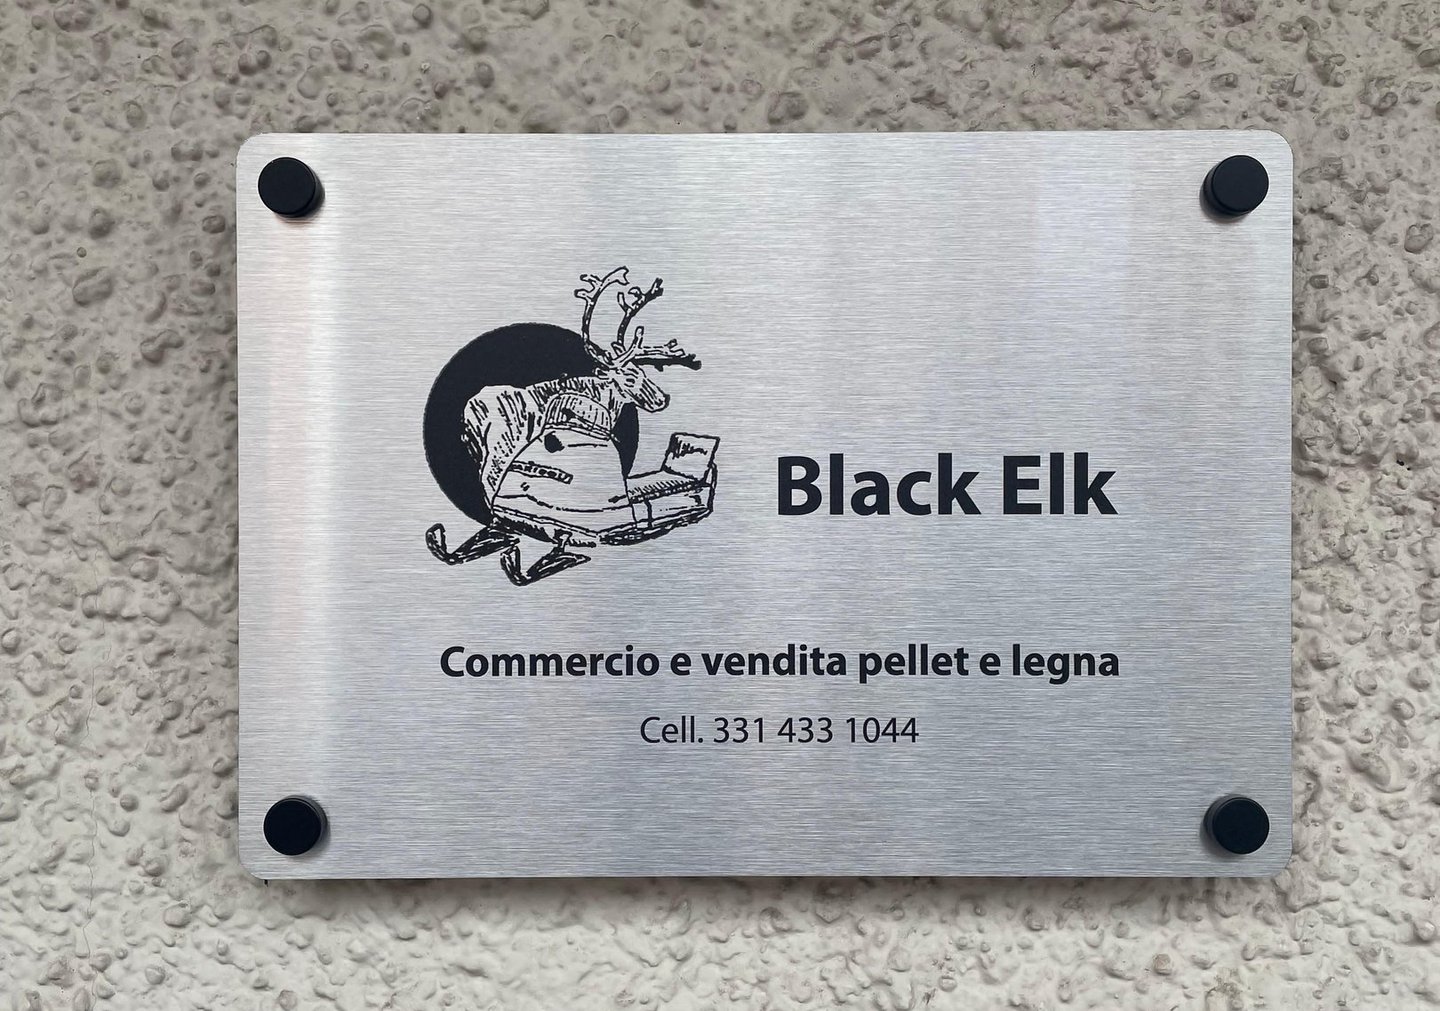 Black Elk
Commercio e vendita pellet e legna
Cell. 331 433 1044